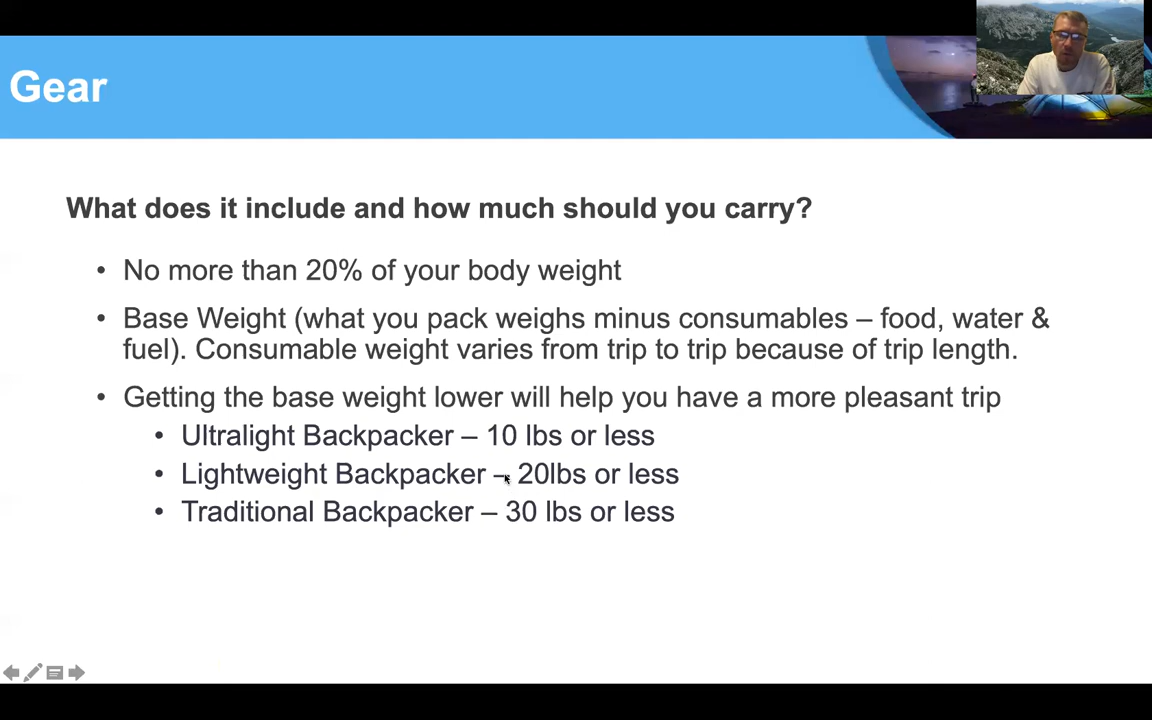 Gear
What does it include and how much should you carry?
• No more than 20% of your body weight
• Base Weight (what you pack weighs minus consumables – food, water &
fuel). Consumable weight varies from trip to trip because of trip length.
• Getting the base weight lower will help you have a more pleasant trip
• Ultralight Backpacker – 10 lbs or less
• Lightweight Backpacker – 20lbs or less
• Traditional Backpacker – 30 lbs or less